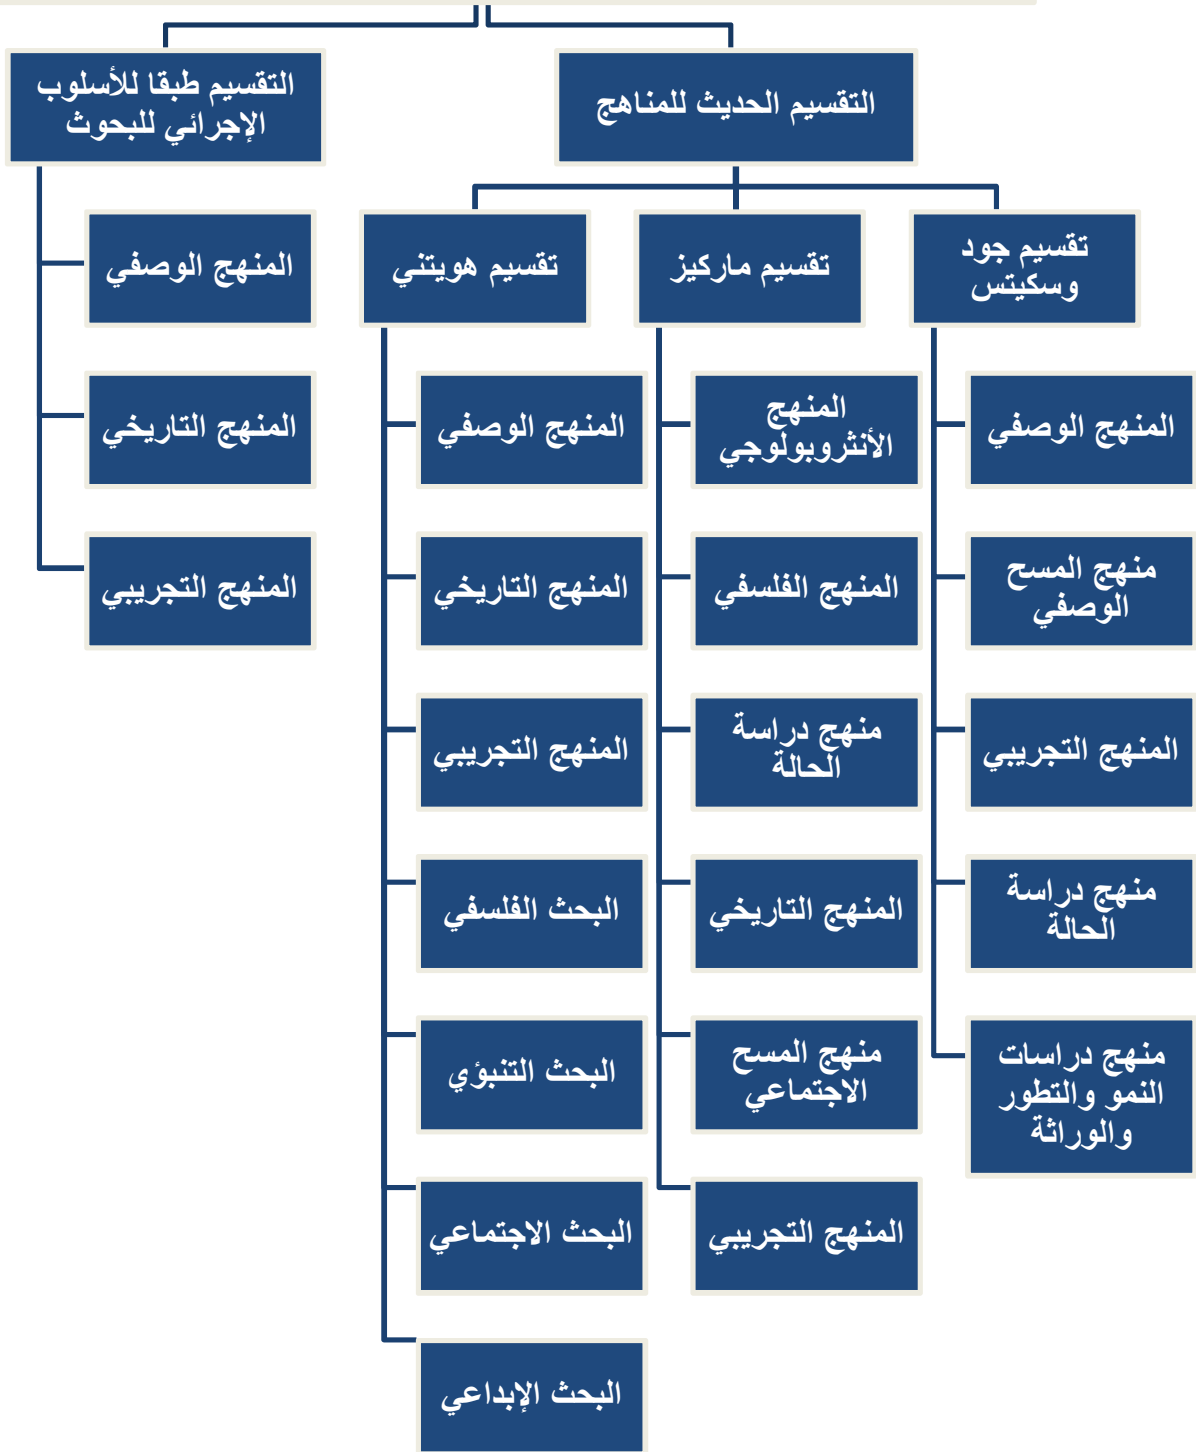 التقسيم الحديث للمناهج
التقسيم طبقا للأسلوب
الإجرائي للبحوث
تقسيم جود
وسكيتس
تقسيم ماركيز
تقسيم هويتني
المنهج الوصفي
منهج المسح
الوصفي
المنهج التجريبي
منهج دراسة
الحالة
منهج دراسات
النمو والتطور
والوراثة
المنهج
الأنثروبولوجي
المنهج الفلسفي
منهج دراسة
الحالة
المنهج التاريخي
منهج المسح
الاجتماعي
المنهج التجريبي
المنهج الوصفي
المنهج التاريخي
المنهج التجريبي
البحث الفلسفي
البحث التنبؤي
البحث الاجتماعي
البحث الإبداعي
المنهج الوصفي
المنهج التاريخي
المنهج التجريبي